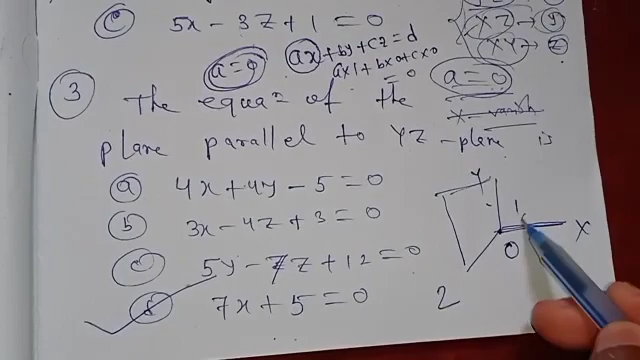 (c) 5x - 3z + 1 = 0
XZ → y
XY → z
a = 0
ax + by + cz = d
a×1 + b×0 + c×0
= 0
a = 0
(3) The equaⁿ of the
plane parallel to YZ-plane is
(a) 4x + 4y - 5 = 0
(b) 3x - 4z + 3 = 0
(c) 5y - 7z + 12 = 0
7x + 5 = 0
Y
1
X
0
2